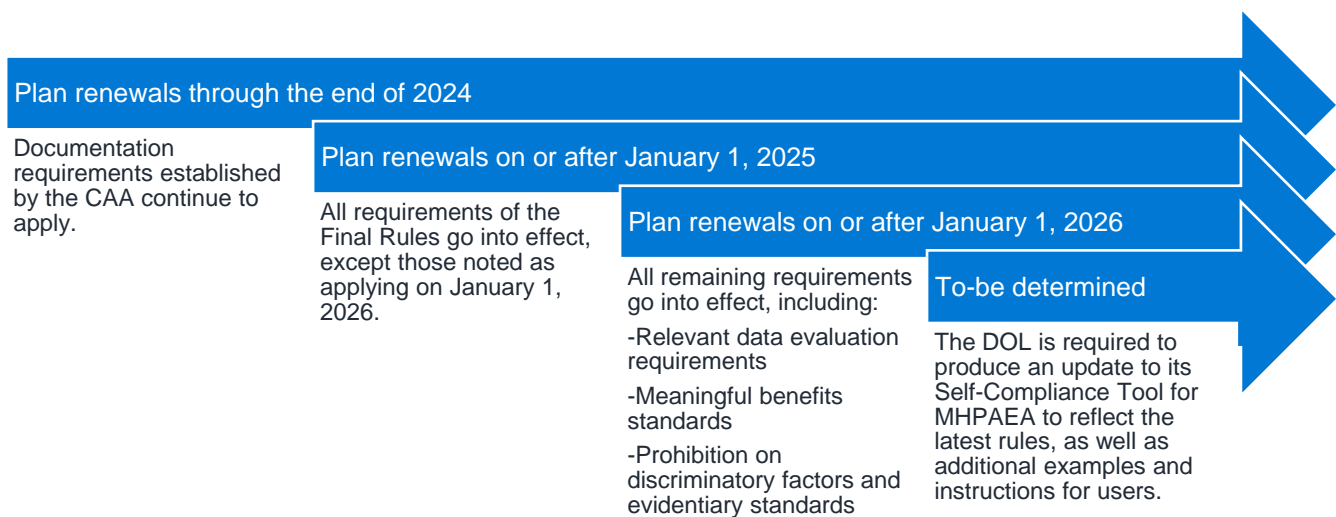 Plan renewals through the end of 2024
Documentation
requirements established
by the CAA continue to
apply.
Plan renewals on or after January 1, 2025
All requirements of the
Final Rules go into effect,
except those noted as
applying on January 1,
2026.
Plan renewals on or after January 1, 2026
All remaining requirements
go into effect, including:
-Relevant data evaluation
requirements
-Meaningful benefits
standards
-Prohibition on
discriminatory factors and
evidentiary standards
To-be determined
The DOL is required to
produce an update to its
Self-Compliance Tool for
MHPAEA to reflect the
latest rules, as well as
additional examples and
instructions for users.